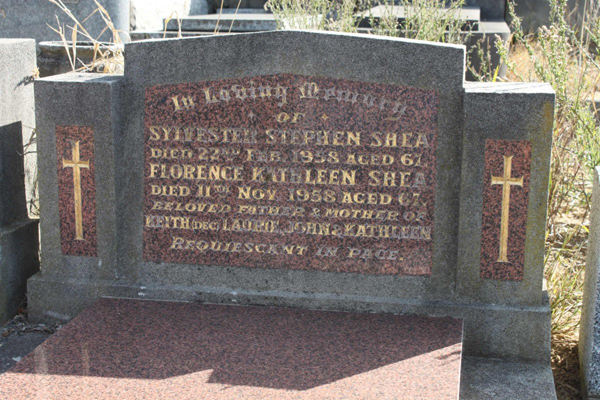 In Loving Memory
OF
SYLVESTER STEPHEN SHEA
DIED 22ND FEB. 1958 AGED 67.
FLORENCE KATHLEEN SHEA
DIED 11TH NOV. 1958 AGED 67.
BELOVED FATHER & MOTHER OF
KEITH (DEC) LAURIE, JOHN & KATHLEEN
REQUIESCANT IN PACE.